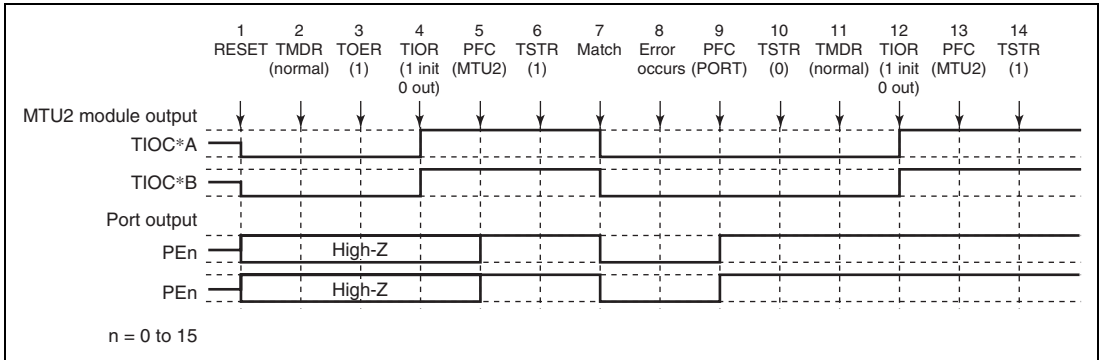 1 2 3 4 5 6 7 8 9 10 11 12 13 14
RESET TMDR TOER TIOR PFC TSTR Match Error PFC TSTR TMDR TIOR PFC TSTR
(normal) (1) (1 init (MTU2) (1) occurs (PORT) (0) (normal) (1 init (MTU2) (1)
0 out) 0 out)
MTU2 module output
TIOC*A
TIOC*B
Port output
PEn High-Z
PEn High-Z
n = 0 to 15